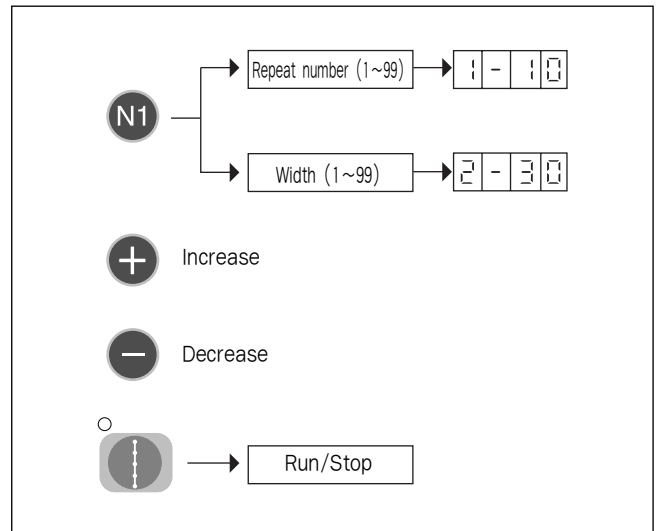 Repeat number (1~99)
1-10
N1
Width (1~99)
2-30
+
Increase
-
Decrease
Run/Stop